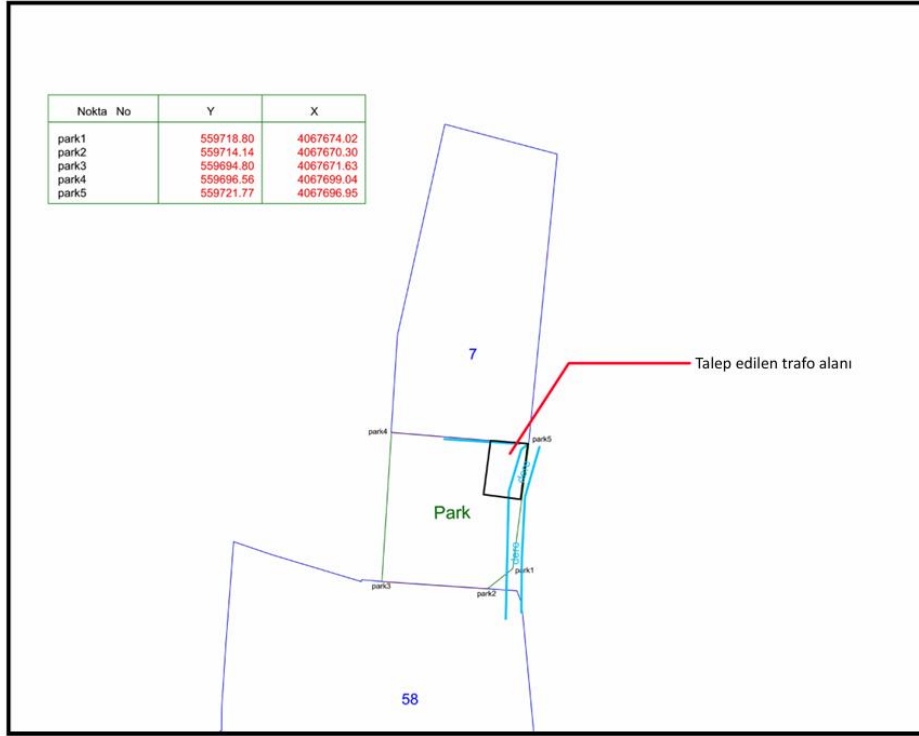 Nokta No Y X
park1 559718.80 4067674.02
park2 559714.14 4067670.30
park3 559694.80 4067671.63
park4 559696.56 4067699.04
park5 559721.77 4067696.95
7
Talep edilen trafo alanı
park4
park5
dere
Park
dere
park1
park3
park2
58